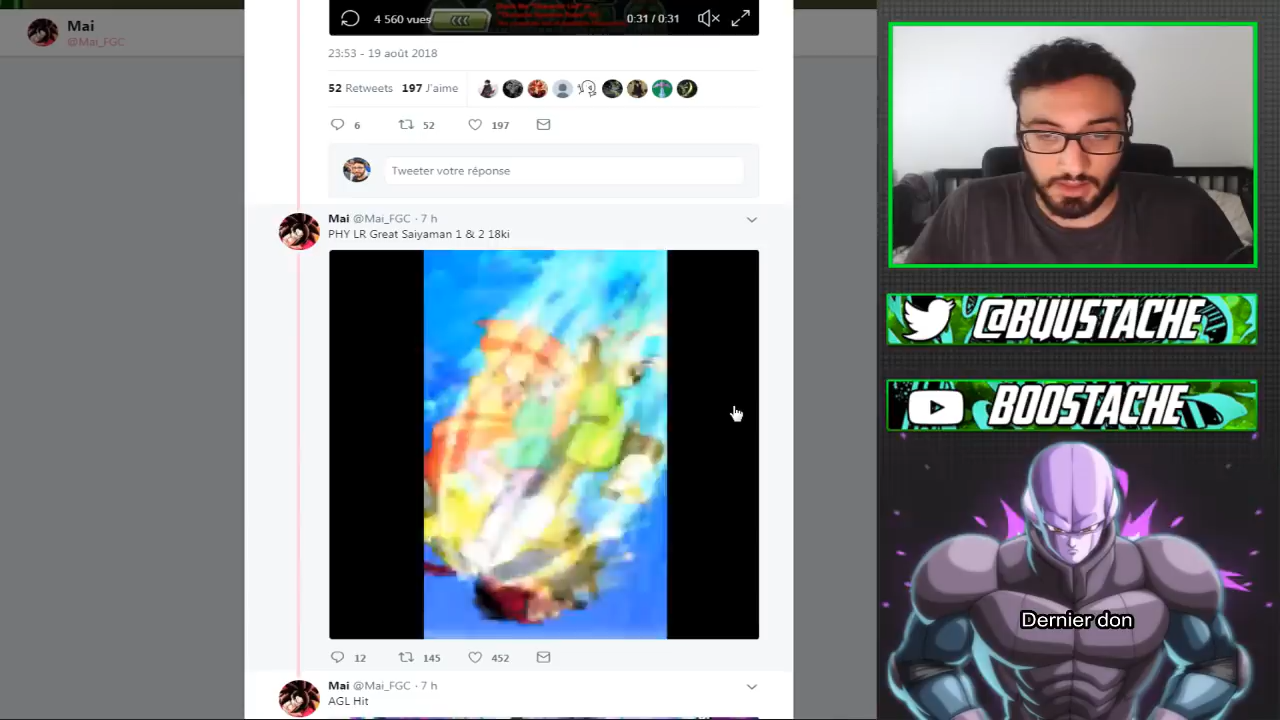 Mai
@Mai_FGC
4 560 vues
0:31 / 0:31
23:53 - 19 août 2018
52 Retweets 197 J'aime
6 52 197
Tweeter votre réponse
Mai @Mai_FGC · 7 h
PHY LR Great Saiyaman 1 & 2 18ki
12 145 452
Mai @Mai_FGC · 7 h
AGL Hit
@BUUSTACHE
BOOSTACHE
Dernier don